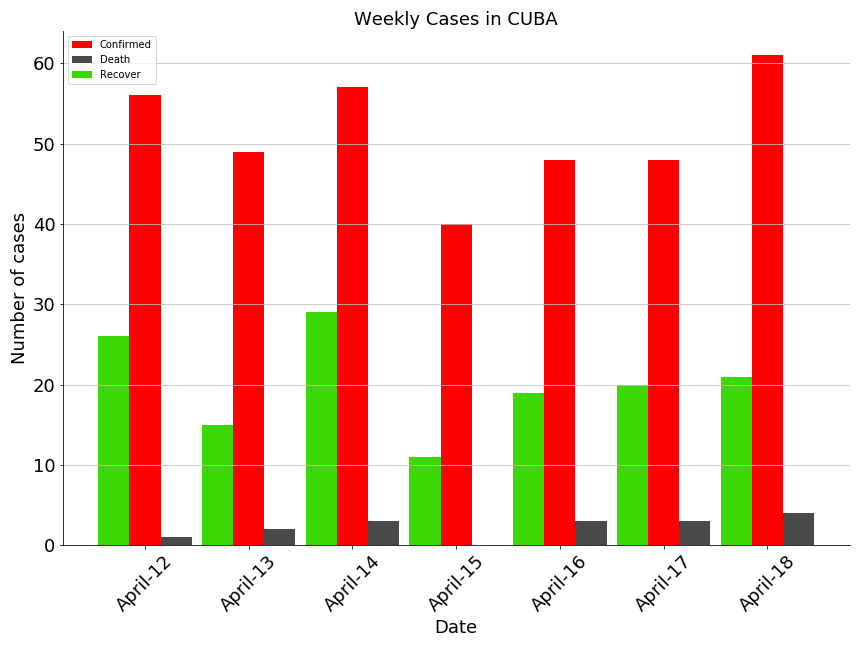 Weekly Cases in CUBA
Confirmed
Death
Recover
Number of cases
60
50
40
30
20
10
0
April-12
April-13
April-14
April-15
April-16
April-17
April-18
Date